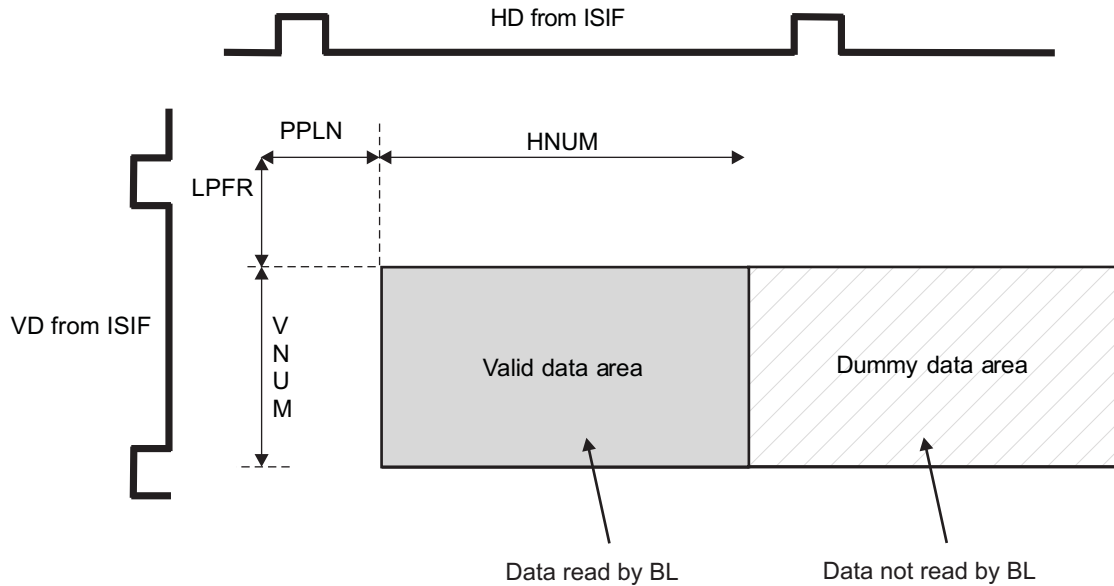 HD from ISIF
PPLN
HNUM
LPFR
VD from ISIF
V
N
U
M
Valid data area
Dummy data area
Data read by BL
Data not read by BL